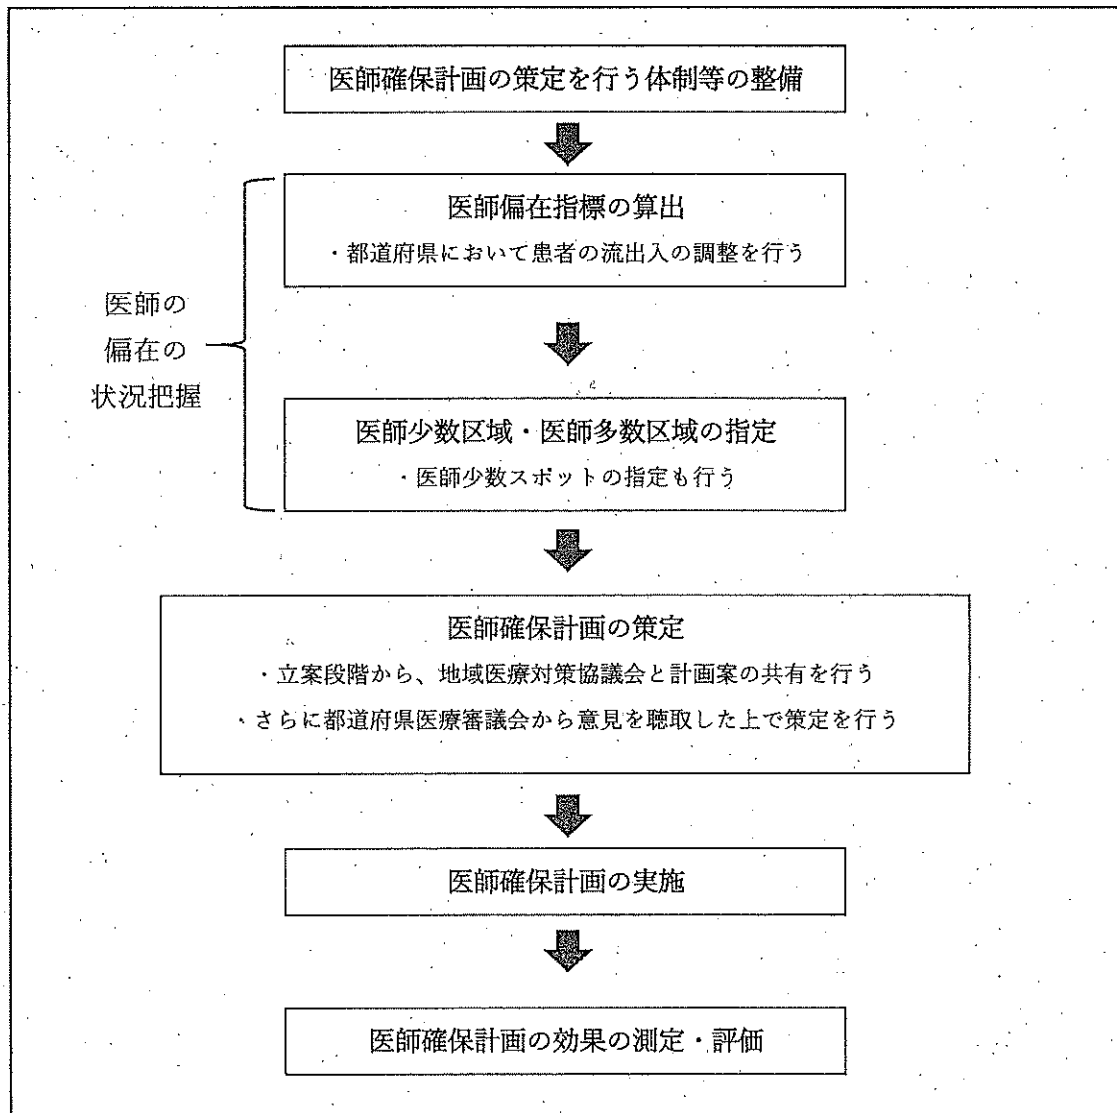 医師確保計画の策定を行う体制等の整備
医師偏在指標の算出
・都道府県において患者の流出入の調整を行う
医師の
偏在の
状況把握
医師少数区域・医師多数区域の指定
・医師少数スポットの指定も行う
医師確保計画の策定
・立案段階から、地域医療対策協議会と計画案の共有を行う
・さらに都道府県医療審議会から意見を聴取した上で策定を行う
医師確保計画の実施
医師確保計画の効果の測定・評価